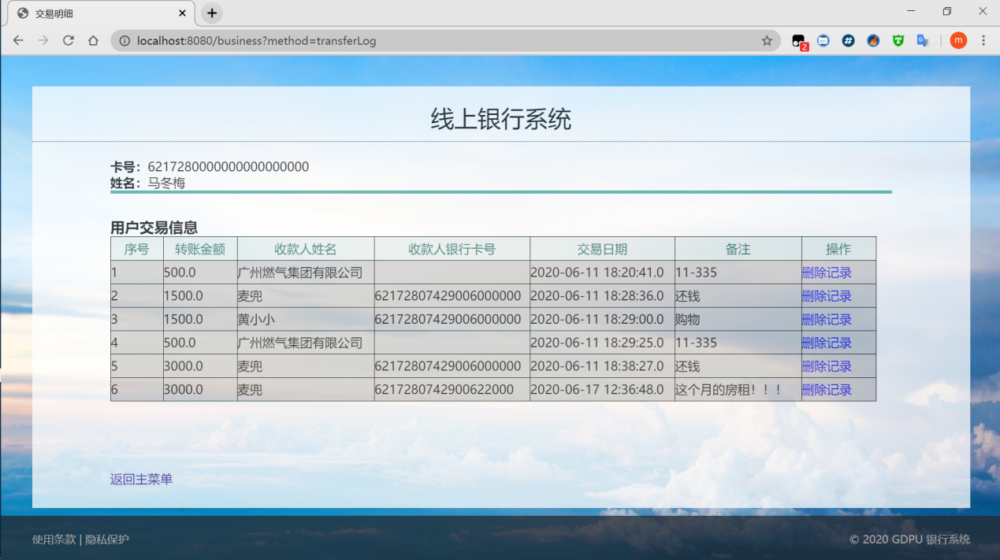 交易明细
localhost:8080/business?method=transferLog
2
m
线上银行系统
卡号：6217280000000000000000
姓名：马冬梅
用户交易信息
序号 转账金额 收款人姓名 收款人银行卡号 交易日期 备注 操作
1 500.0 广州燃气集团有限公司 2020-06-11 18:20:41.0 11-335 删除记录
2 1500.0 麦兜 62172807429006000000 2020-06-11 18:28:36.0 还钱 删除记录
3 1500.0 黄小小 62172807429006000000 2020-06-11 18:29:00.0 购物 删除记录
4 500.0 广州燃气集团有限公司 2020-06-11 18:29:25.0 11-335 删除记录
5 3000.0 麦兜 62172807429006000000 2020-06-11 18:38:27.0 还钱 删除记录
6 3000.0 麦兜 6217280742900622000 2020-06-17 12:36:48.0 这个月的房租！！！ 删除记录
返回主菜单
使用条款 | 隐私保护 © 2020 GDPU 银行系统